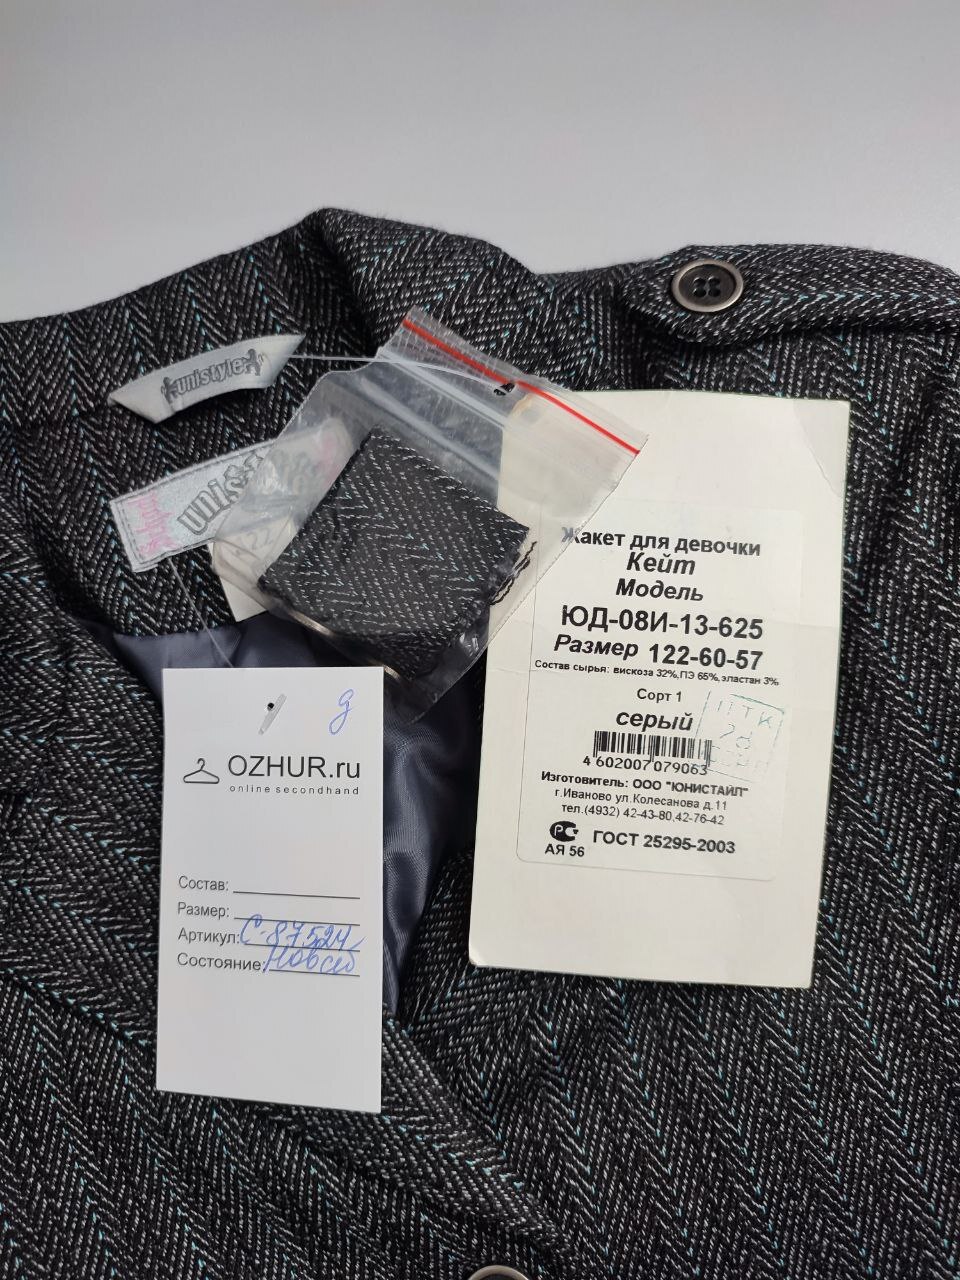 unistyle
122
Жакет для девочки
Кейт
Модель
ЮД-08И-13-625
Размер 122-60-57
Состав сырья: вискоза 32%,ПЭ 65%,эластан 3%
Сорт 1
серый
4 602007 079063
Изготовитель: ООО "ЮНИСТАЙЛ"
г.Иваново ул.Колесанова д.11
тел.(4932) 42-43-80,42-76-42
АЯ 56
ГОСТ 25295-2003
OZHUR.ru
online secondhand
Состав:
Размер:
Артикул: С-87524
Состояние: